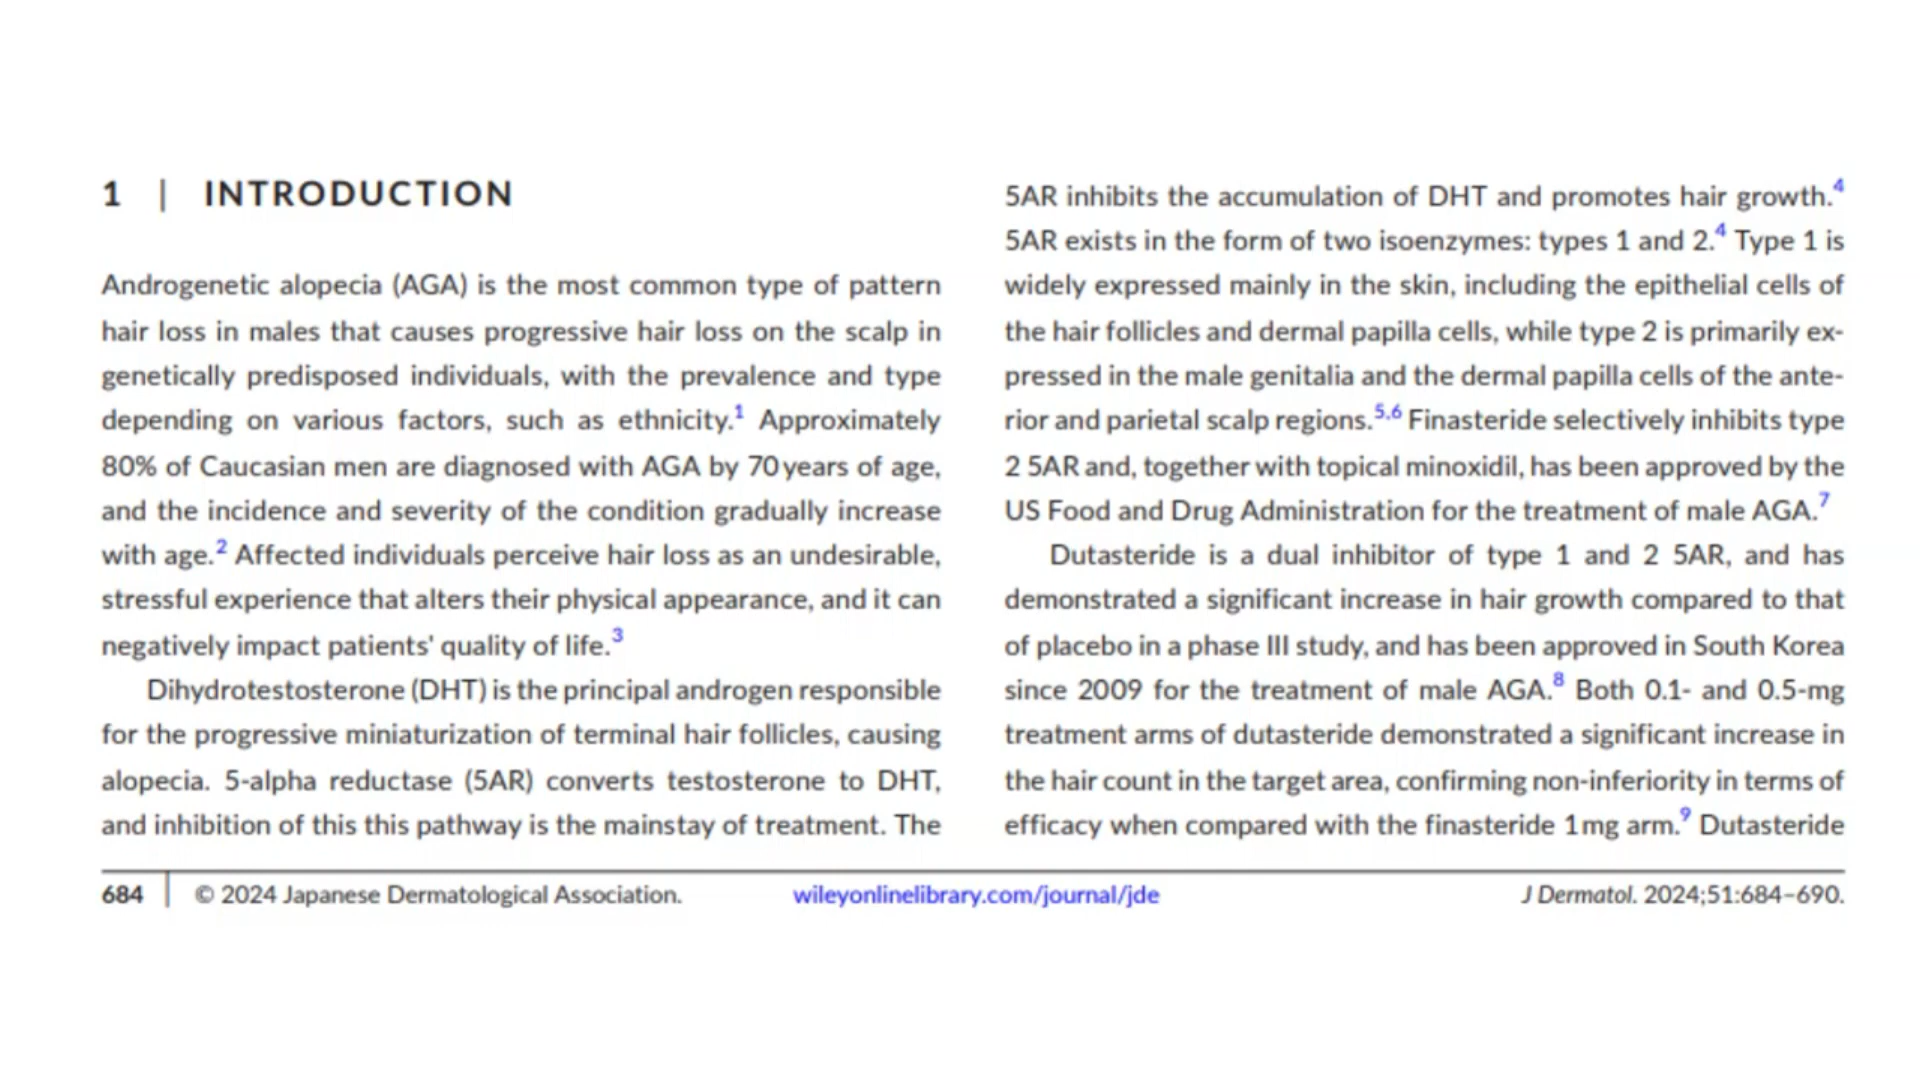 1 | INTRODUCTION
Androgenetic alopecia (AGA) is the most common type of pattern
hair loss in males that causes progressive hair loss on the scalp in
genetically predisposed individuals, with the prevalence and type
depending on various factors, such as ethnicity.1 Approximately
80% of Caucasian men are diagnosed with AGA by 70 years of age,
and the incidence and severity of the condition gradually increase
with age.2 Affected individuals perceive hair loss as an undesirable,
stressful experience that alters their physical appearance, and it can
negatively impact patients' quality of life.3
Dihydrotestosterone (DHT) is the principal androgen responsible
for the progressive miniaturization of terminal hair follicles, causing
alopecia. 5-alpha reductase (5AR) converts testosterone to DHT,
and inhibition of this this pathway is the mainstay of treatment. The
5AR inhibits the accumulation of DHT and promotes hair growth.4
5AR exists in the form of two isoenzymes: types 1 and 2.4 Type 1 is
widely expressed mainly in the skin, including the epithelial cells of
the hair follicles and dermal papilla cells, while type 2 is primarily ex-
pressed in the male genitalia and the dermal papilla cells of the ante-
rior and parietal scalp regions.5,6 Finasteride selectively inhibits type
2 5AR and, together with topical minoxidil, has been approved by the
US Food and Drug Administration for the treatment of male AGA.7
Dutasteride is a dual inhibitor of type 1 and 2 5AR, and has
demonstrated a significant increase in hair growth compared to that
of placebo in a phase III study, and has been approved in South Korea
since 2009 for the treatment of male AGA.8 Both 0.1- and 0.5-mg
treatment arms of dutasteride demonstrated a significant increase in
the hair count in the target area, confirming non-inferiority in terms of
efficacy when compared with the finasteride 1 mg arm.9 Dutasteride
684 | © 2024 Japanese Dermatological Association. wileyonlinelibrary.com/journal/jde J Dermatol. 2024;51:684–690.